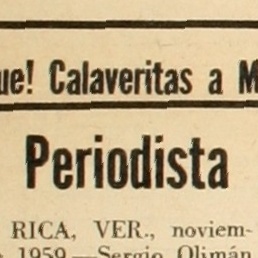 ue! Calaveritas a M
Periodista
RICA, VER., noviem-
1959.—Sergio Olimán